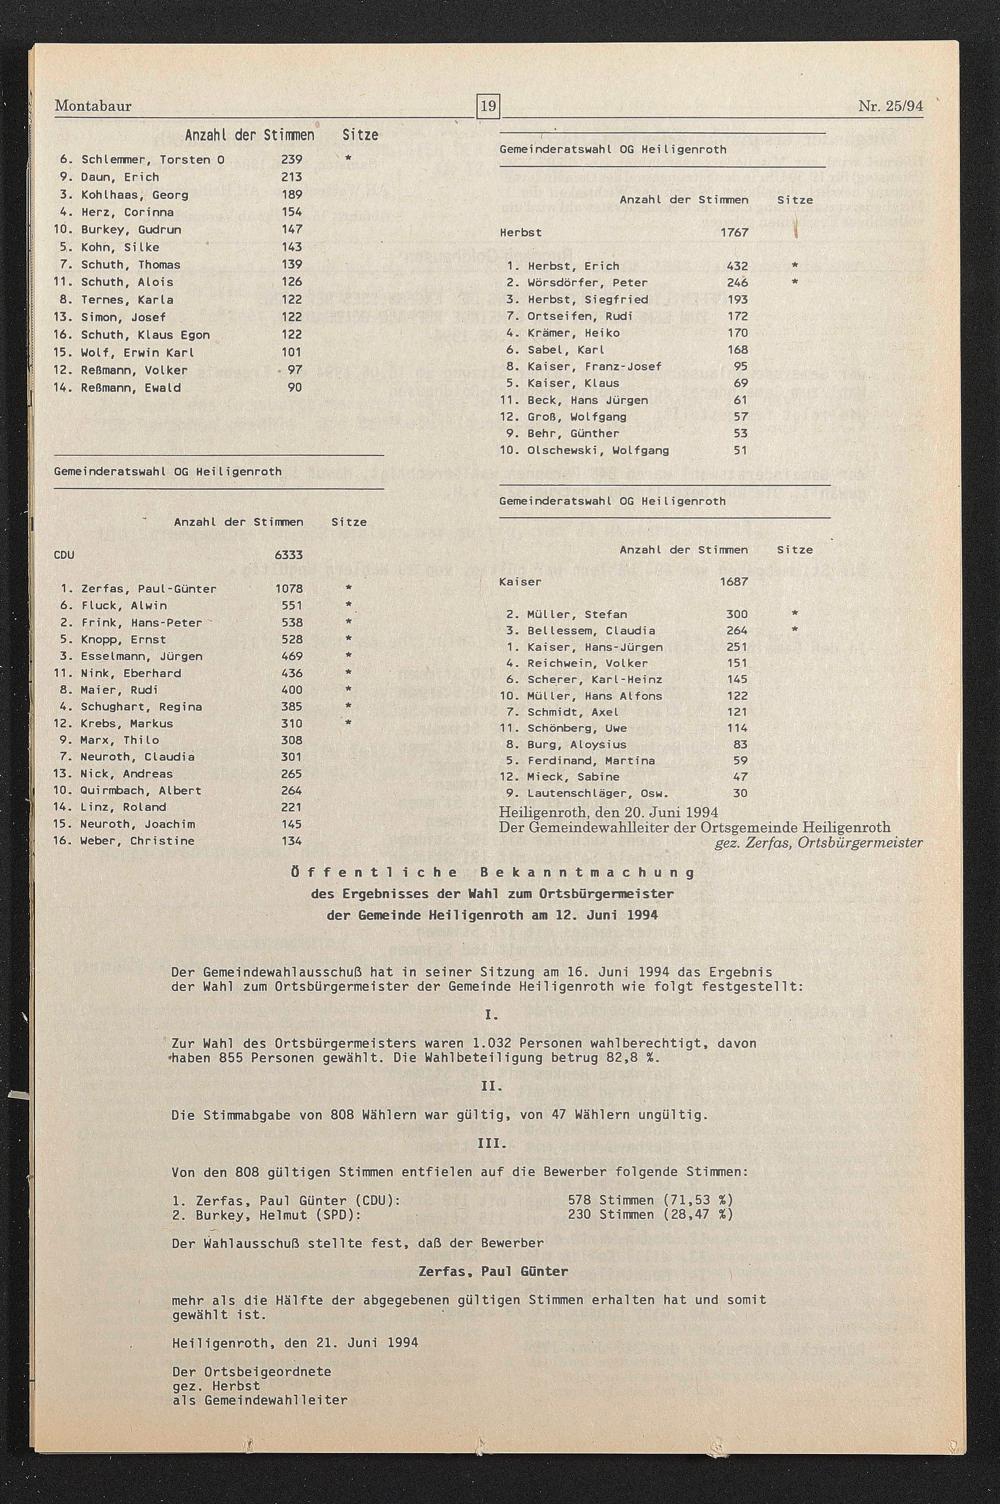 Montabaur 19 Nr. 25/94
Anzahl der Stimmen Sitze
6. Schlemmer, Torsten O 239 *
9. Daun, Erich 213
3. Kohlhaas, Georg 189
4. Herz, Corinna 154
10. Burkey, Gudrun 147
5. Kohn, Silke 143
7. Schuth, Thomas 139
11. Schuth, Alois 126
8. Ternes, Karla 122
13. Simon, Josef 122
16. Schuth, Klaus Egon 122
15. Wolf, Erwin Karl 101
12. Reßmann, Volker 97
14. Reßmann, Ewald 90
Gemeinderatswahl OG Heiligenroth
Anzahl der Stimmen Sitze
CDU 6333
1. Zerfas, Paul-Günter 1078 *
6. Fluck, Alwin 551 *
2. Frink, Hans-Peter 538 *
5. Knopp, Ernst 528 *
3. Esselmann, Jürgen 469 *
11. Nink, Eberhard 436 *
8. Maier, Rudi 400 *
4. Schughart, Regina 385 *
12. Krebs, Markus 310 *
9. Marx, Thilo 308
7. Neuroth, Claudia 301
13. Nick, Andreas 265
10. Quirmbach, Albert 264
14. Linz, Roland 221
15. Neuroth, Joachim 145
16. Weber, Christine 134
Gemeinderatswahl OG Heiligenroth
Anzahl der Stimmen Sitze
Herbst 1767
1. Herbst, Erich 432 *
2. Wörsdörfer, Peter 246 *
3. Herbst, Siegfried 193
7. Ortseifen, Rudi 172
4. Krämer, Heiko 170
6. Sabel, Karl 168
8. Kaiser, Franz-Josef 95
5. Kaiser, Klaus 69
11. Beck, Hans Jürgen 61
12. Groß, Wolfgang 57
9. Behr, Günther 53
10. Olschewski, Wolfgang 51
Gemeinderatswahl OG Heiligenroth
Anzahl der Stimmen Sitze
Kaiser 1687
2. Müller, Stefan 300 *
3. Bellessem, Claudia 264 *
1. Kaiser, Hans-Jürgen 251
4. Reichwein, Volker 151
6. Scherer, Karl-Heinz 145
10. Müller, Hans Alfons 122
7. Schmidt, Axel 121
11. Schönberg, Uwe 114
8. Burg, Aloysius 83
5. Ferdinand, Martina 59
12. Mieck, Sabine 47
9. Lautenschläger, Osw. 30
Heiligenroth, den 20. Juni 1994
Der Gemeindewahlleiter der Ortsgemeinde Heiligenroth
gez. Zerfas, Ortsbürgermeister
Öffentliche Bekanntmachung
des Ergebnisses der Wahl zum Ortsbürgermeister
der Gemeinde Heiligenroth am 12. Juni 1994
Der Gemeindewahlausschuß hat in seiner Sitzung am 16. Juni 1994 das Ergebnis
der Wahl zum Ortsbürgermeister der Gemeinde Heiligenroth wie folgt festgestellt:
I.
Zur Wahl des Ortsbürgermeisters waren 1.032 Personen wahlberechtigt, davon
haben 855 Personen gewählt. Die Wahlbeteiligung betrug 82,8 %.
II.
Die Stimmabgabe von 808 Wählern war gültig, von 47 Wählern ungültig.
III.
Von den 808 gültigen Stimmen entfielen auf die Bewerber folgende Stimmen:
1. Zerfas, Paul Günter (CDU): 578 Stimmen (71,53 %)
2. Burkey, Helmut (SPD): 230 Stimmen (28,47 %)
Der Wahlausschuß stellte fest, daß der Bewerber
Zerfas, Paul Günter
mehr als die Hälfte der abgegebenen gültigen Stimmen erhalten hat und somit
gewählt ist.
Heiligenroth, den 21. Juni 1994
Der Ortsbeigeordnete
gez. Herbst
als Gemeindewahlleiter